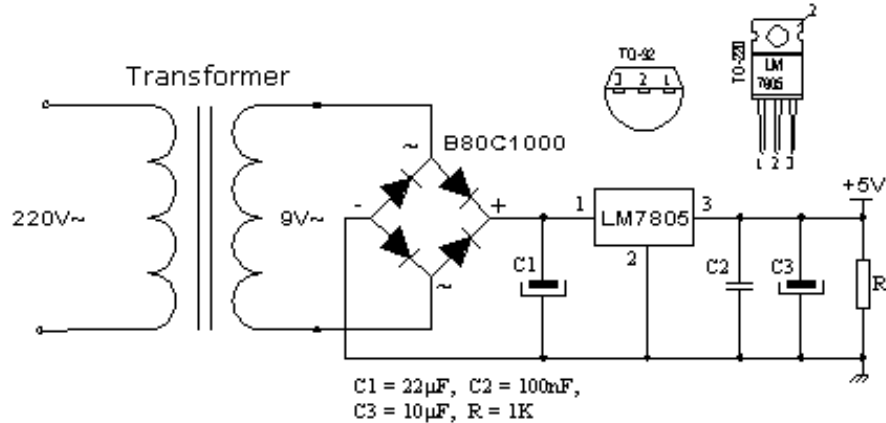 2
TO-92
3 2 1
TO-220
LM
7805
1 2 3
Transformer
220V~
9V~
~
B80C1000
-
+
~
1
LM7805
3
2
+5V
C1
C2
C3
R
C1 = 22µF, C2 = 100nF,
C3 = 10µF, R = 1K